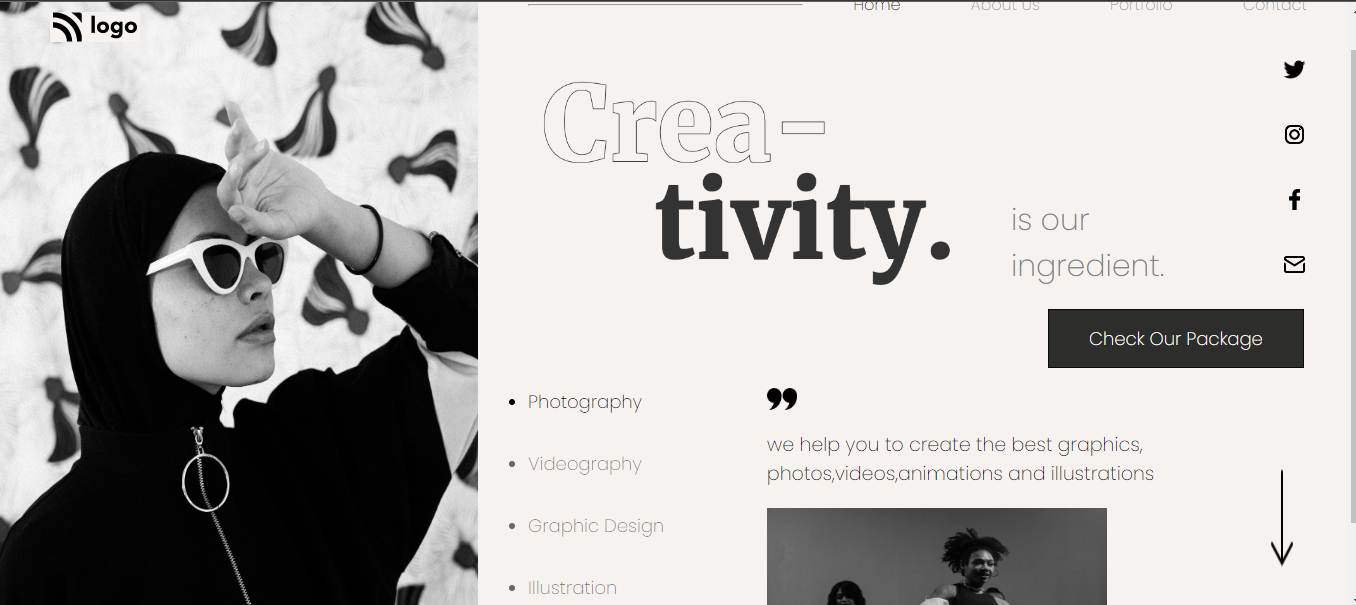 logo
Home About Us Portfolio Contact
Crea-
tivity.
is our
ingredient.
Check Our Package
Photography
Videography
Graphic Design
Illustration
”
we help you to create the best graphics,
photos,videos,animations and illustrations